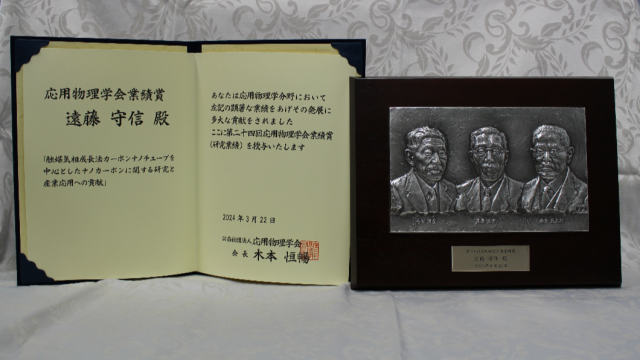 応用物理学会業績賞
遠藤 守信 殿
「触媒気相成長法カーボンナノチューブを
中心としたナノカーボンに関する研究と
産業応用への貢献」
あなたは応用物理学分野において
左記の顕著な業績をあげその発展に
多大な貢献をされました
ここに第二十四回応用物理学会業績賞
(研究業績)を授与いたします
2024年3月22日
公益社団法人 応用物理学会
会長 木本 恒暢